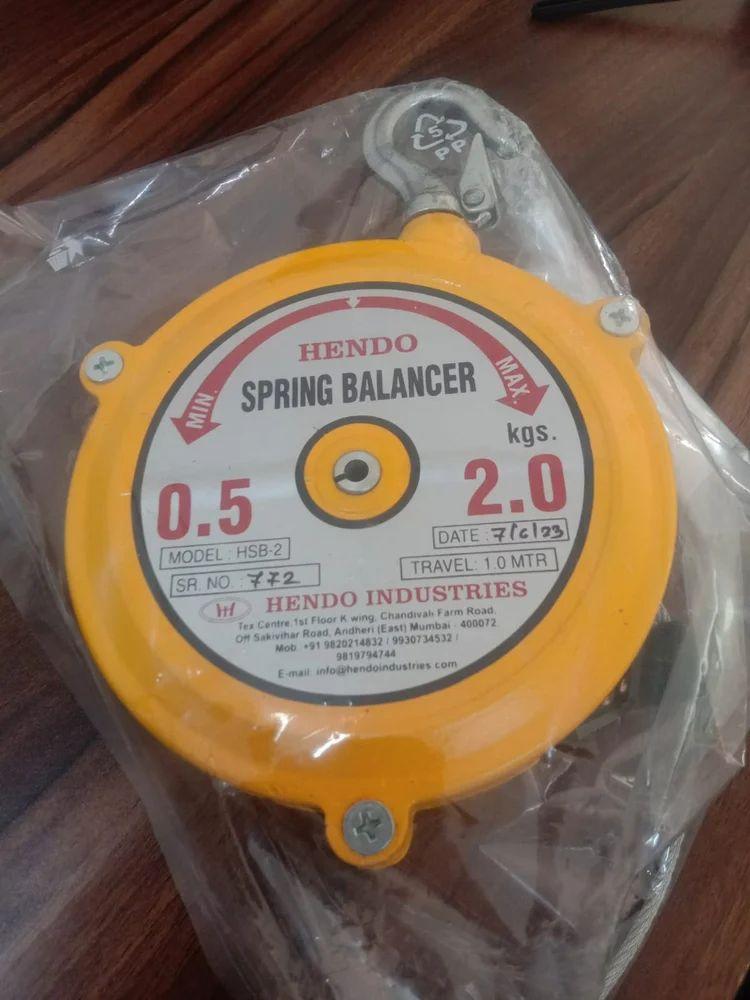 5
PP
HENDO
SPRING BALANCER
MIN.
MAX.
kgs.
0.5
2.0
MODEL : HSB-2
DATE : 7/6/23
SR. NO. : 772
TRAVEL: 1.0 MTR
HENDO INDUSTRIES
Tex Centre,1st Floor K wing, Chandivali Farm Road,
Off Sakivihar Road, Andheri (East) Mumbai - 400072.
Mob. +91 9820214832 / 9930734532 /
9819794744
E-mail: info@hendoindustries.com